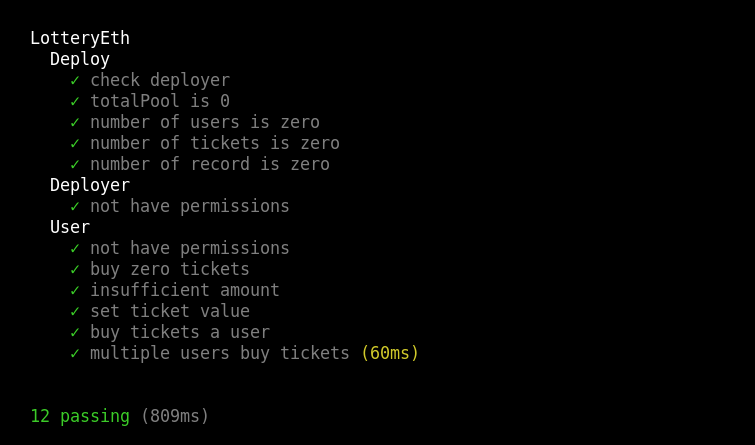 LotteryEth
Deploy
✓ check deployer
✓ totalPool is 0
✓ number of users is zero
✓ number of tickets is zero
✓ number of record is zero
Deployer
✓ not have permissions
User
✓ not have permissions
✓ buy zero tickets
✓ insufficient amount
✓ set ticket value
✓ buy tickets a user
✓ multiple users buy tickets (60ms)
12 passing (809ms)